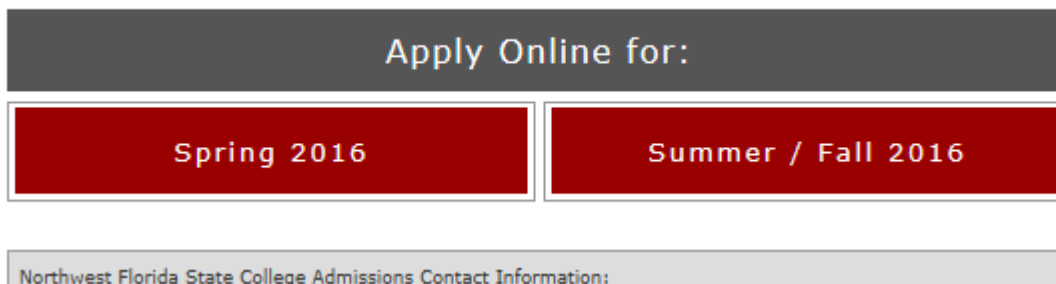 Apply Online for:
Spring 2016
Summer / Fall 2016
Northwest Florida State College Admissions Contact Information: